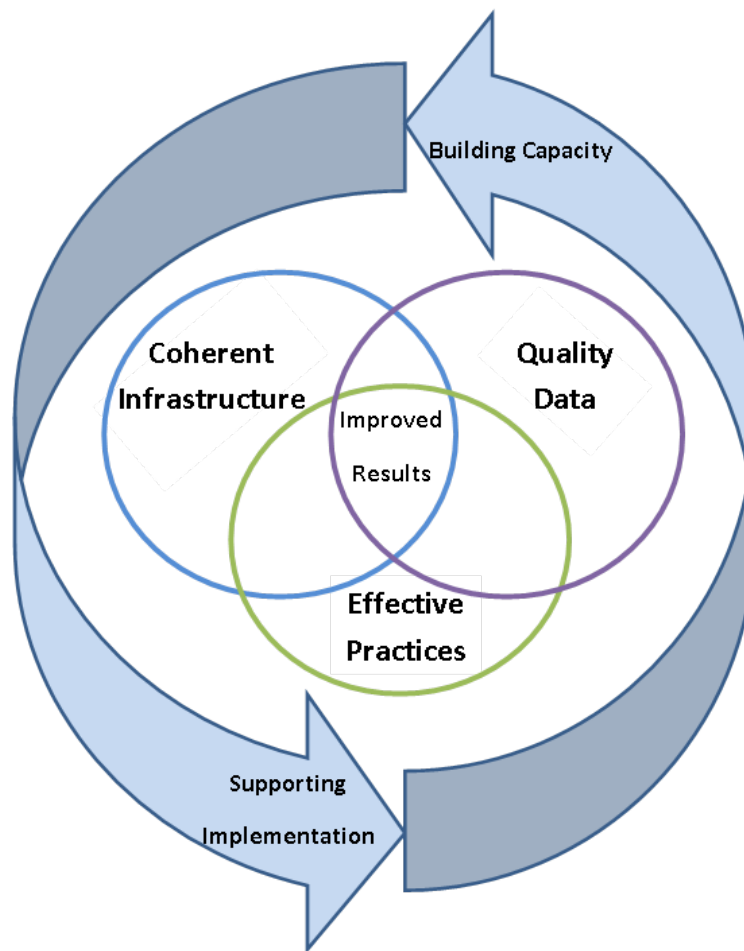 Building Capacity
Coherent
Infrastructure
Quality
Data
Improved
Results
Effective
Practices
Supporting
Implementation